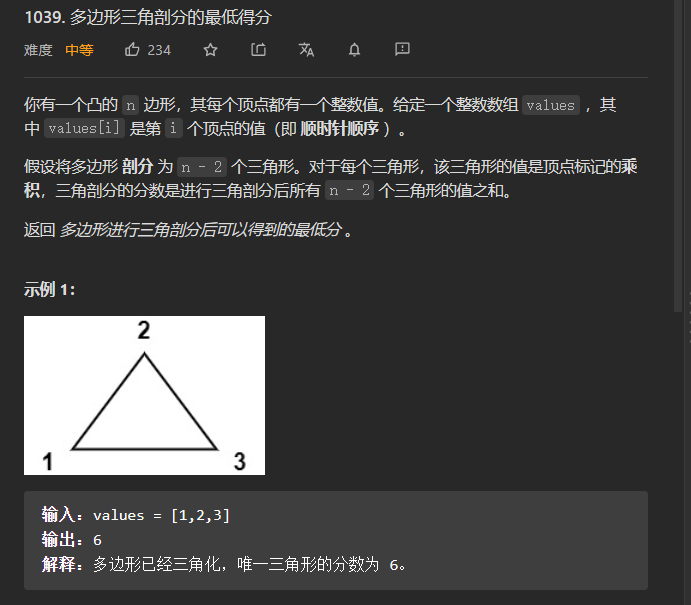 1039. 多边形三角剖分的最低得分
难度 中等 234
你有一个凸的 n 边形，其每个顶点都有一个整数值。给定一个整数数组 values ，其
中 values[i] 是第 i 个顶点的值（即 顺时针顺序 ）。
假设将多边形 剖分 为 n - 2 个三角形。对于每个三角形，该三角形的值是顶点标记的乘
积，三角剖分的分数是进行三角剖分后所有 n - 2 个三角形的值之和。
返回 多边形进行三角剖分后可以得到的最低分 。
示例 1：
2
1 3
输入：values = [1,2,3]
输出：6
解释：多边形已经三角化，唯一三角形的分数为 6。